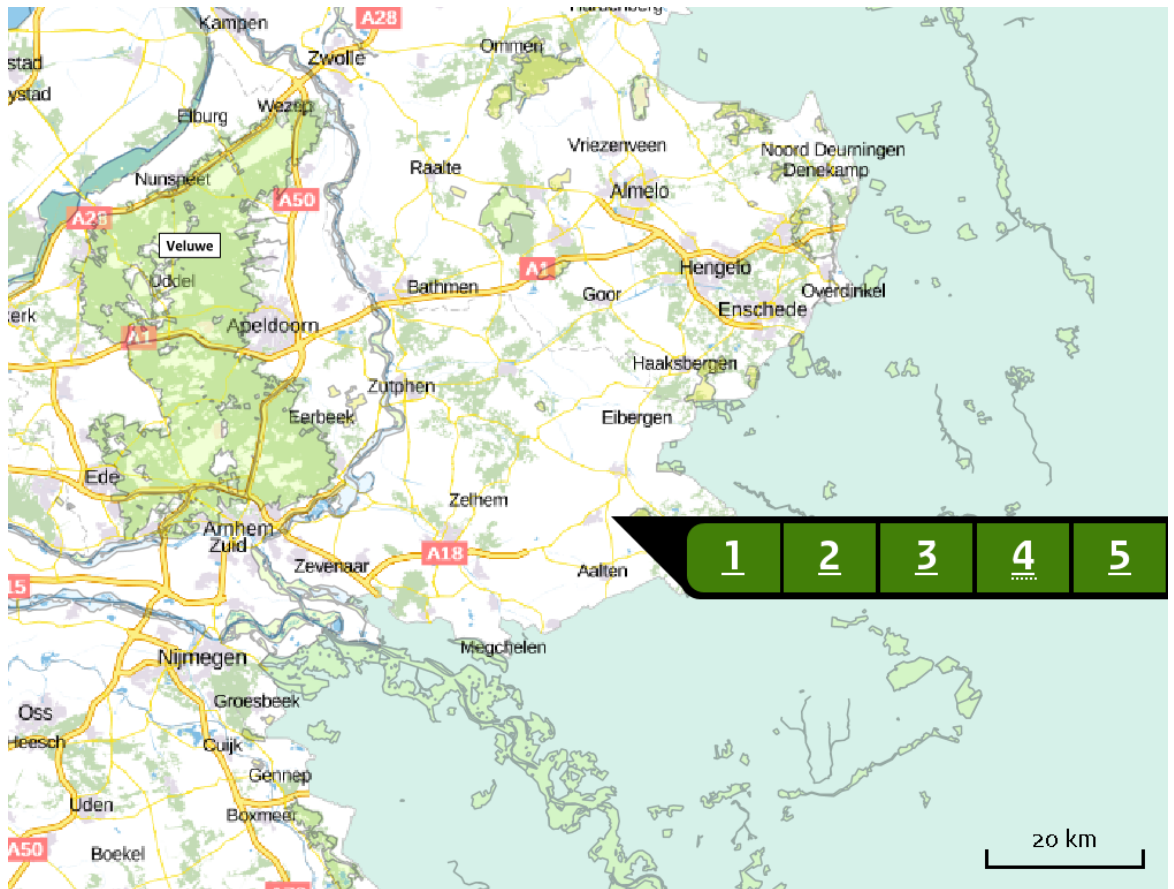 Kampen
A28
Hardenberg
Ommen
Zwolle
stad
ystad
Wezep
Elburg
Vriezenveen
Noord Deurningen
Denekamp
Raalte
Nunspeet
Almelo
A50
A28
Veluwe
A1
Hengelo
Uddel
Bathmen
Goor
Overdinkel
Enschede
kerk
Apeldoorn
A1
Haaksbergen
Zutphen
Eerbeek
Eibergen
Ede
Zelhem
Arnhem
Zuid
A18
1 2 3 4 5
Zevenaar
Aalten
15
Megchelen
Nijmegen
Groesbeek
Oss
Heesch
Cuijk
Gennep
Uden
Boxmeer
20 km
A50
Boekel